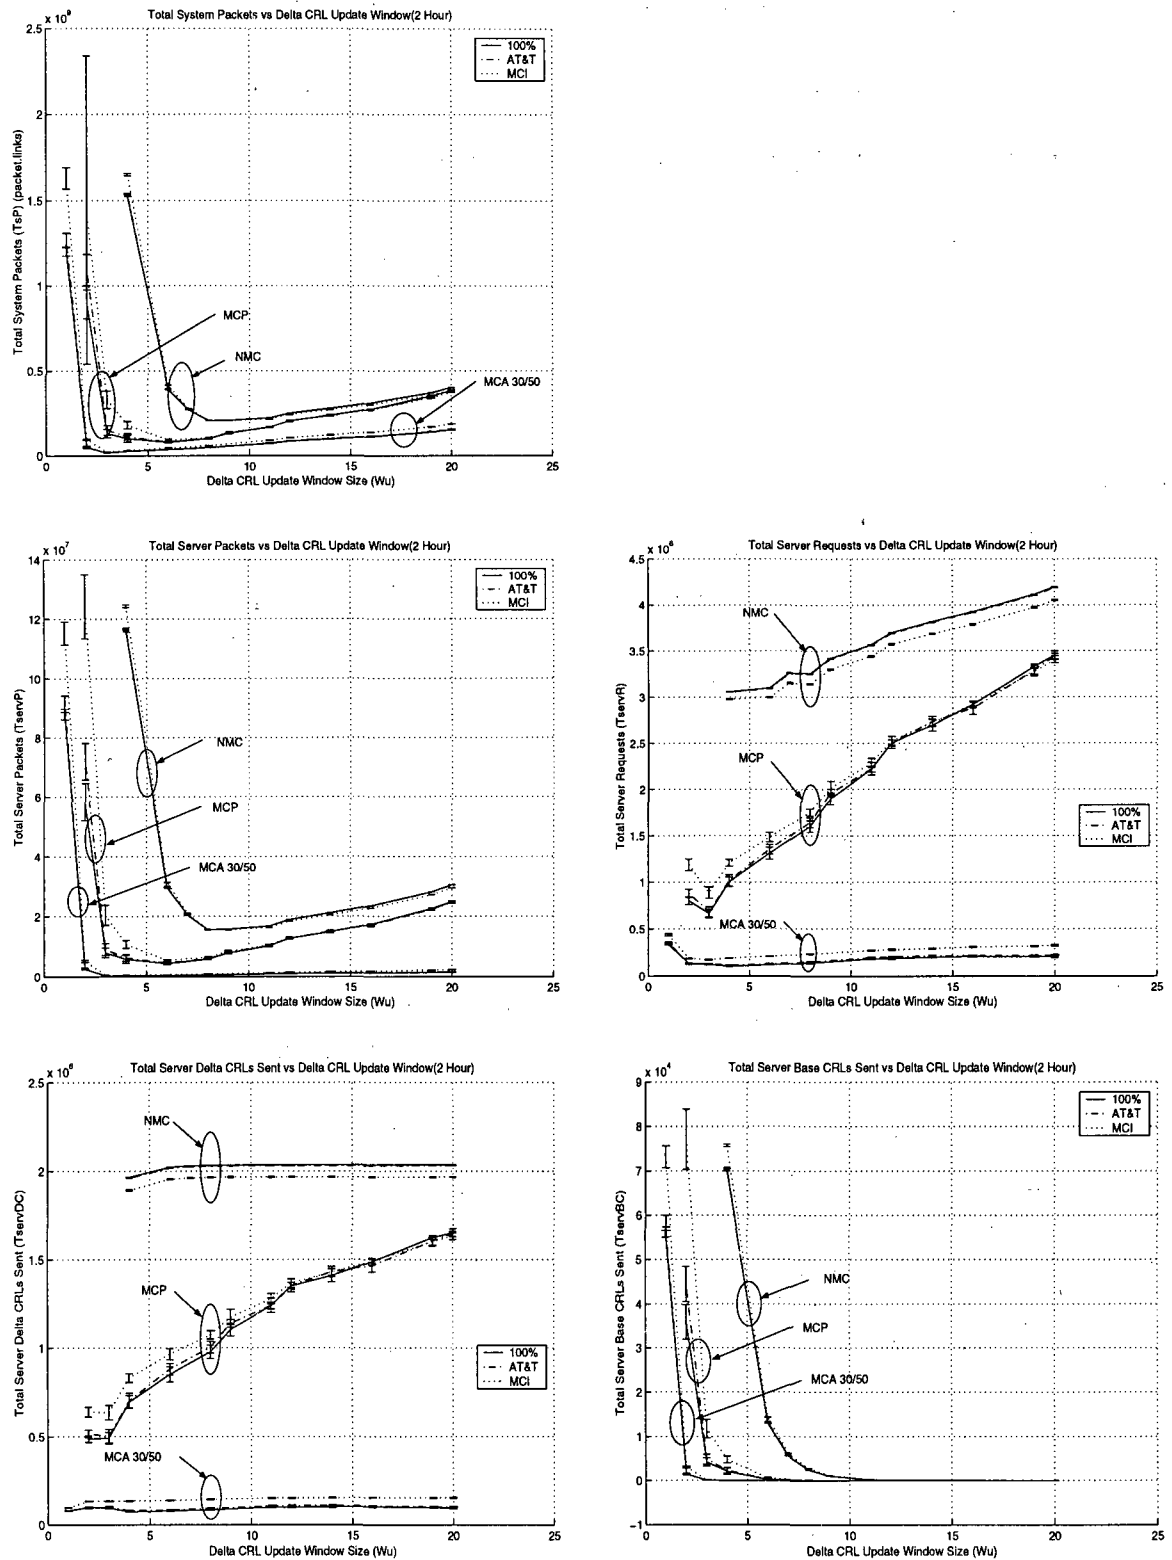 Total System Packets vs Delta CRL Update Window(2 Hour)
x 10⁹
2.5
2
1.5
1
0.5
0
Total System Packets (TsP) (packet.links)
100%
AT&T
MCI
MCP
NMC
MCA 30/50
0 5 10 15 20 25
Delta CRL Update Window Size (Wu)
Total Server Packets vs Delta CRL Update Window(2 Hour)
x 10⁷
14
12
10
8
6
4
2
0
Total Server Packets (TservP)
100%
AT&T
MCI
NMC
MCP
MCA 30/50
0 5 10 15 20 25
Delta CRL Update Window Size (Wu)
Total Server Requests vs Delta CRL Update Window(2 Hour)
x 10⁶
4.5
4
3.5
3
2.5
2
1.5
1
0.5
0
Total Server Requests (TservR)
NMC
MCP
100%
AT&T
MCI
MCA 30/50
0 5 10 15 20 25
Delta CRL Update Window Size (Wu)
Total Server Delta CRLs Sent vs Delta CRL Update Window(2 Hour)
x 10⁶
2.5
2
1.5
1
0.5
0
Total Server Delta CRLs Sent (TservDC)
NMC
MCP
100%
AT&T
MCI
MCA 30/50
0 5 10 15 20 25
Delta CRL Update Window Size (Wu)
Total Server Base CRLs Sent vs Delta CRL Update Window(2 Hour)
x 10⁴
9
8
7
6
5
4
3
2
1
0
−1
Total Server Base CRLs Sent (TservBC)
100%
AT&T
MCI
NMC
MCP
MCA 30/50
0 5 10 15 20 25
Delta CRL Update Window Size (Wu)